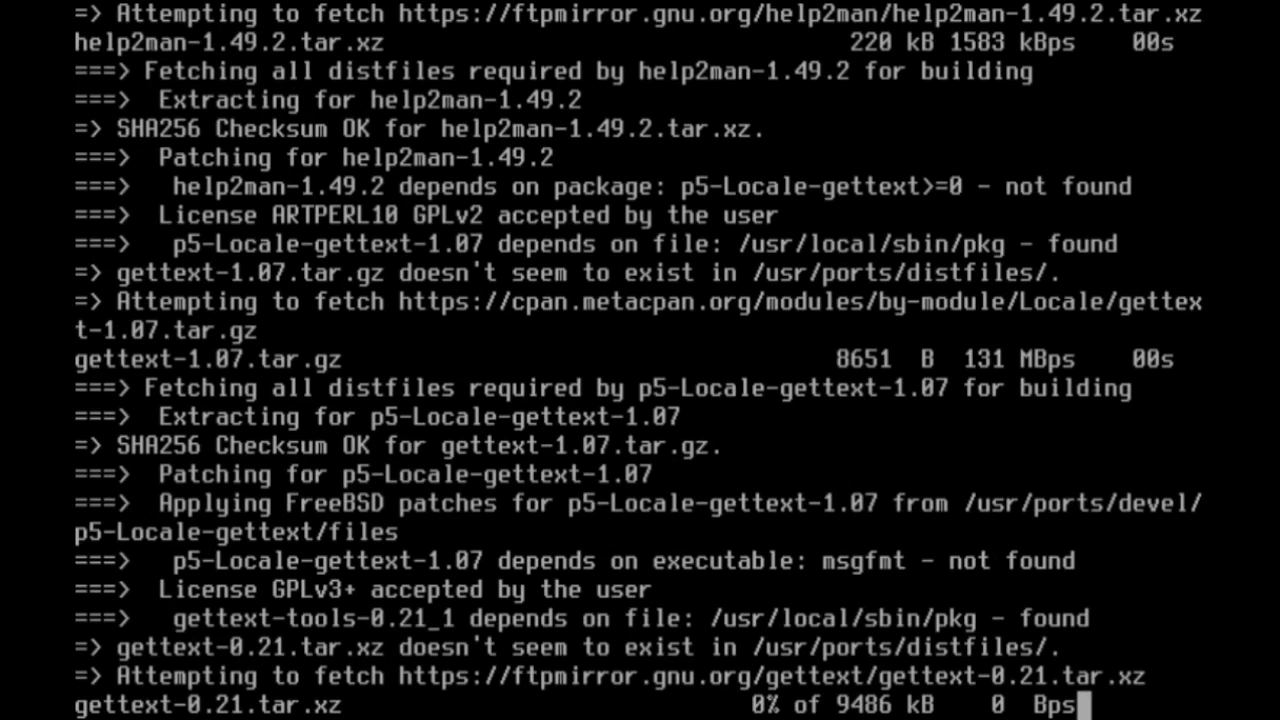 => Attempting to fetch https://ftpmirror.gnu.org/help2man/help2man-1.49.2.tar.xz
help2man-1.49.2.tar.xz                                220 kB 1583 kBps    00s
===> Fetching all distfiles required by help2man-1.49.2 for building
===>  Extracting for help2man-1.49.2
=> SHA256 Checksum OK for help2man-1.49.2.tar.xz.
===>  Patching for help2man-1.49.2
===>   help2man-1.49.2 depends on package: p5-Locale-gettext>=0 - not found
===>  License ARTPERL10 GPLv2 accepted by the user
===>   p5-Locale-gettext-1.07 depends on file: /usr/local/sbin/pkg - found
=> gettext-1.07.tar.gz doesn't seem to exist in /usr/ports/distfiles/.
=> Attempting to fetch https://cpan.metacpan.org/modules/by-module/Locale/gettex
t-1.07.tar.gz
gettext-1.07.tar.gz                                   8651  B  131 MBps    00s
===> Fetching all distfiles required by p5-Locale-gettext-1.07 for building
===>  Extracting for p5-Locale-gettext-1.07
=> SHA256 Checksum OK for gettext-1.07.tar.gz.
===>  Patching for p5-Locale-gettext-1.07
===>  Applying FreeBSD patches for p5-Locale-gettext-1.07 from /usr/ports/devel/
p5-Locale-gettext/files
===>   p5-Locale-gettext-1.07 depends on executable: msgfmt - not found
===>  License GPLv3+ accepted by the user
===>   gettext-tools-0.21_1 depends on file: /usr/local/sbin/pkg - found
=> gettext-0.21.tar.xz doesn't seem to exist in /usr/ports/distfiles/.
=> Attempting to fetch https://ftpmirror.gnu.org/gettext/gettext-0.21.tar.xz
gettext-0.21.tar.xz                             0% of 9486 kB    0  Bps